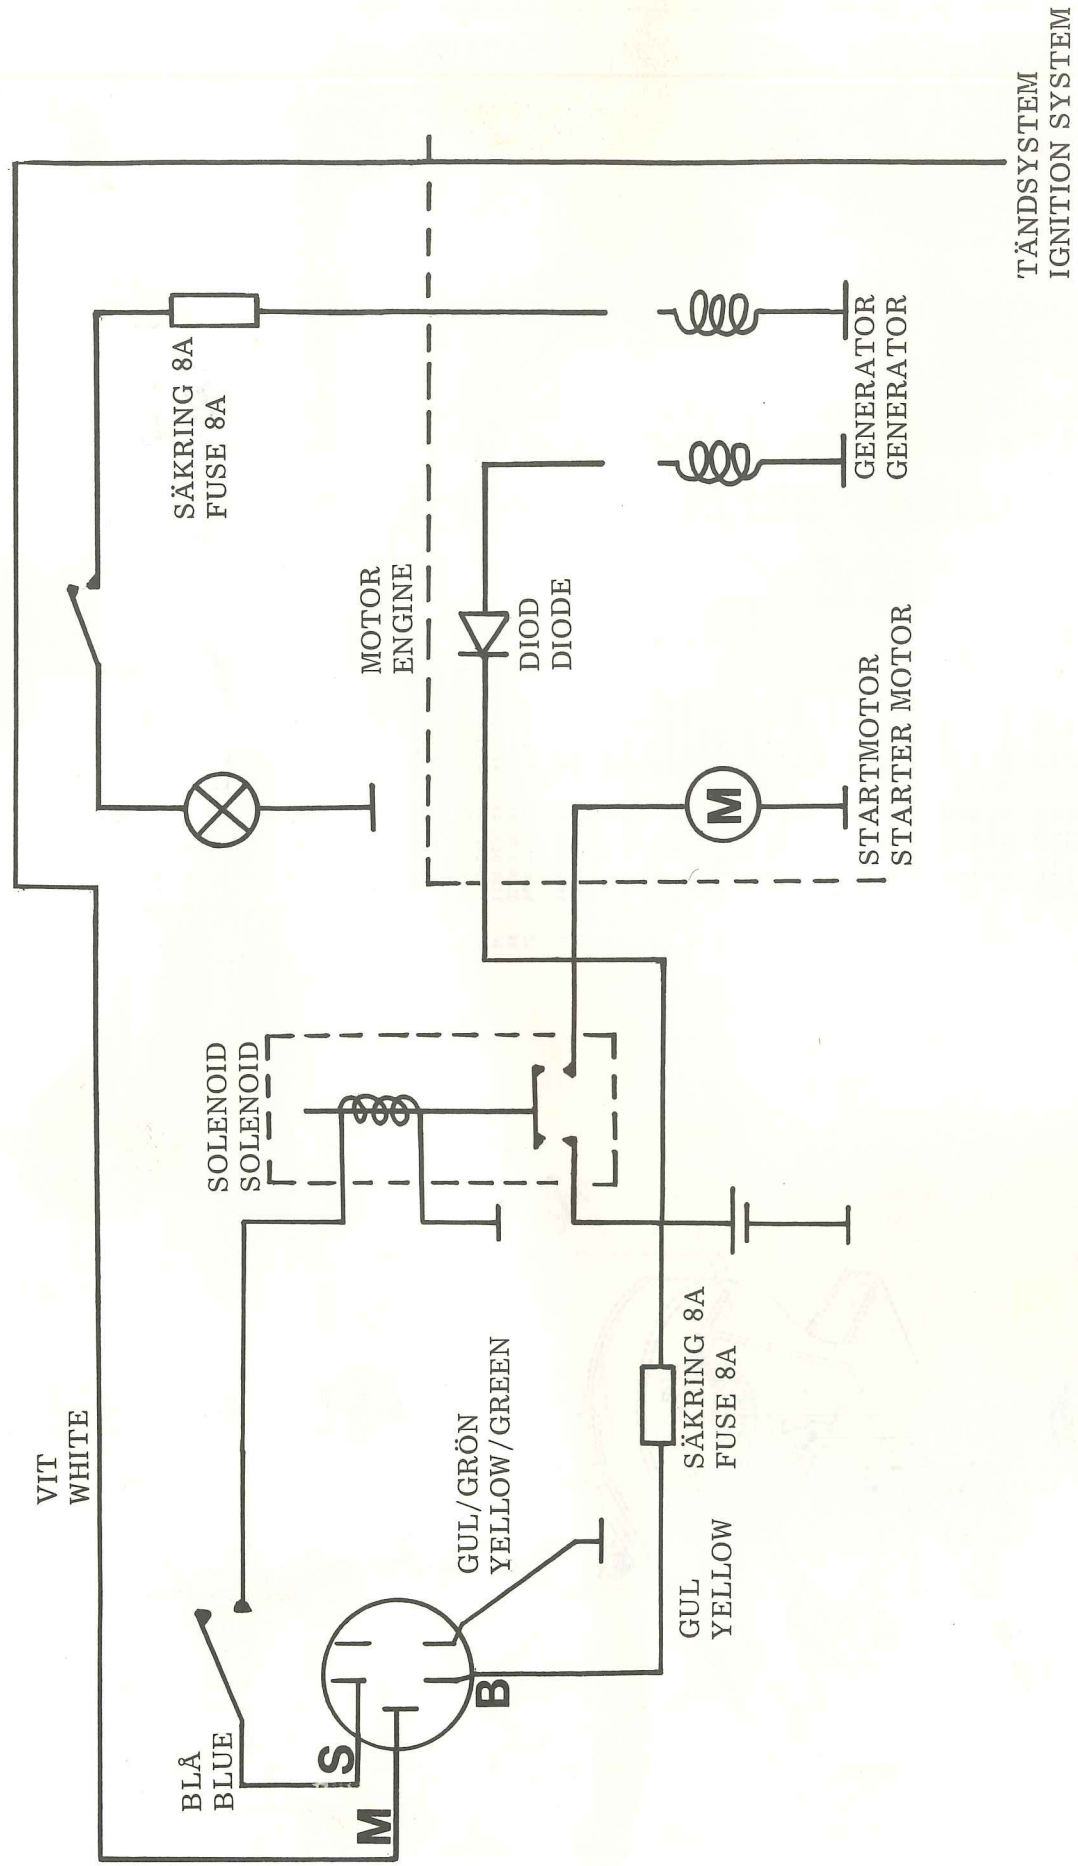 VIT
WHITE
BLÅ
BLUE
S
M
B
GUL/GRÖN
YELLOW/GREEN
GUL
YELLOW
SÄKRING 8A
FUSE 8A
SOLENOID
SOLENOID
MOTOR
ENGINE
SÄKRING 8A
FUSE 8A
DIOD
DIODE
M
STARTMOTOR
STARTER MOTOR
GENERATOR
GENERATOR
TÄNDSYSTEM
IGNITION SYSTEM